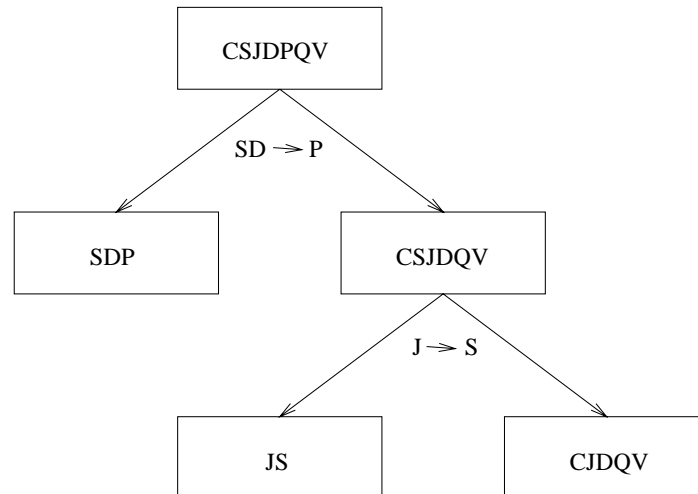 CSJDPQV
SD → P
SDP
CSJDQV
J → S
JS
CJDQV